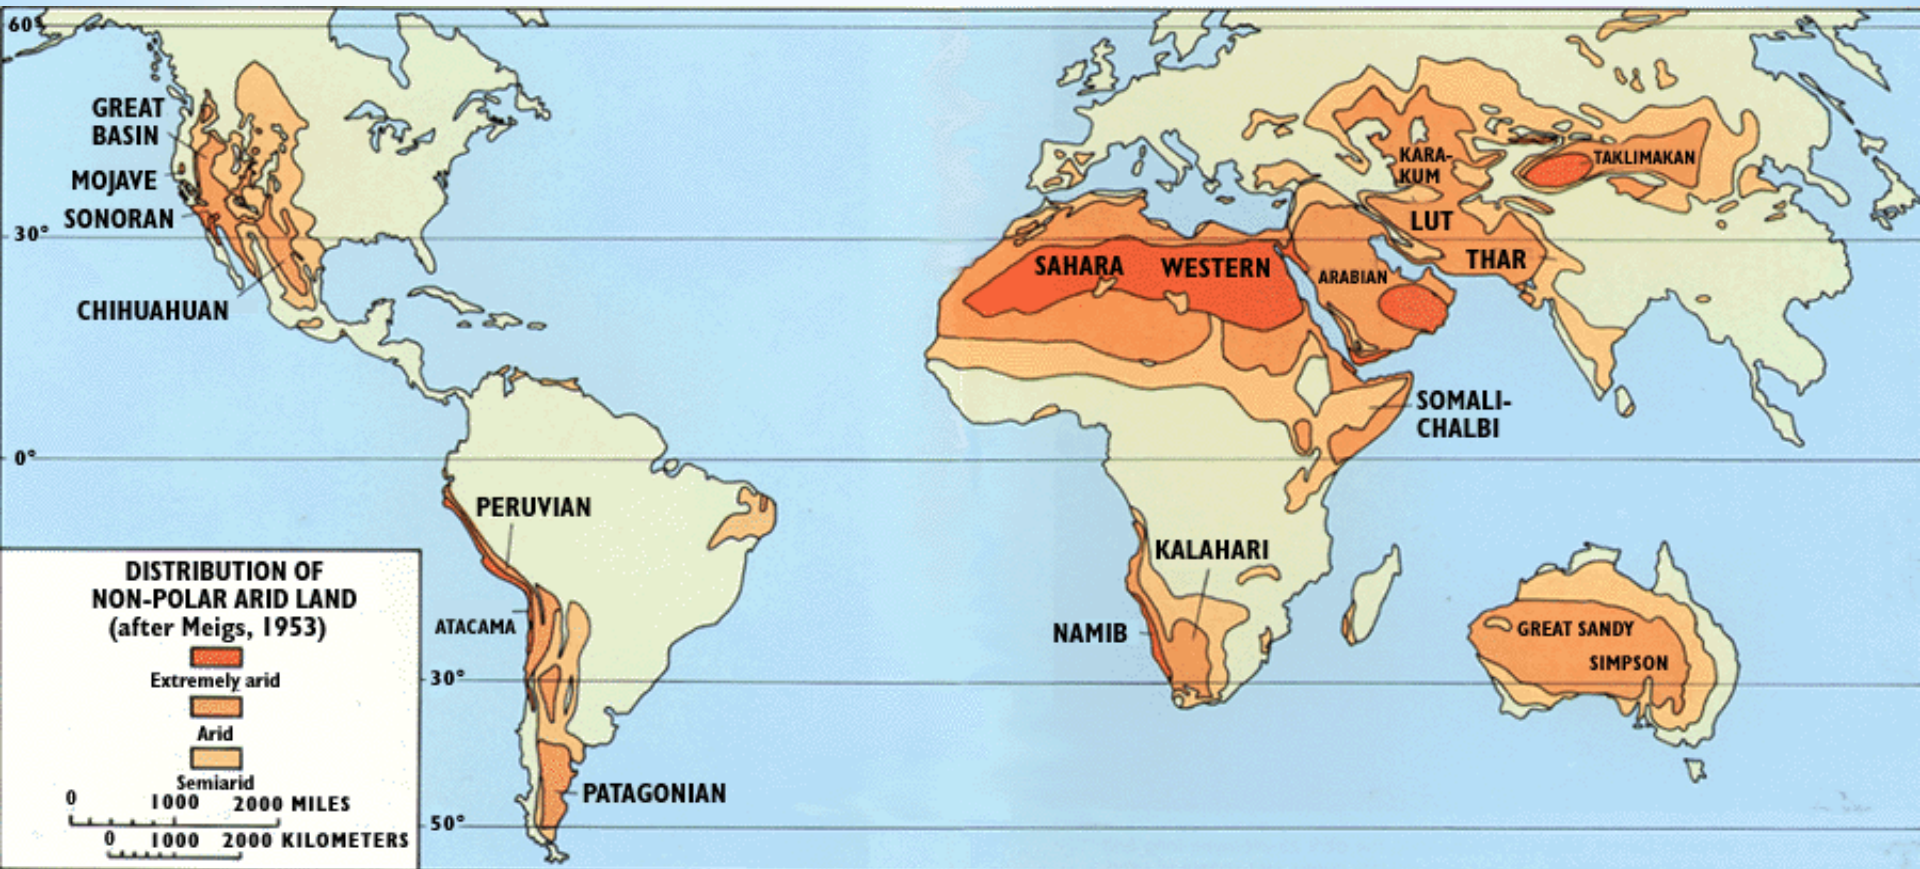 60°
GREAT
BASIN
MOJAVE
SONORAN
30°
CHIHUAHUAN
0°
PERUVIAN
ATACAMA
30°
PATAGONIAN
50°
SAHARA
WESTERN
ARABIAN
KARA-
KUM
TAKLIMAKAN
LUT
THAR
SOMALI-
CHALBI
KALAHARI
NAMIB
GREAT SANDY
SIMPSON
DISTRIBUTION OF
NON-POLAR ARID LAND
(after Meigs, 1953)
Extremely arid
Arid
Semiarid
0 1000 2000 MILES
0 1000 2000 KILOMETERS